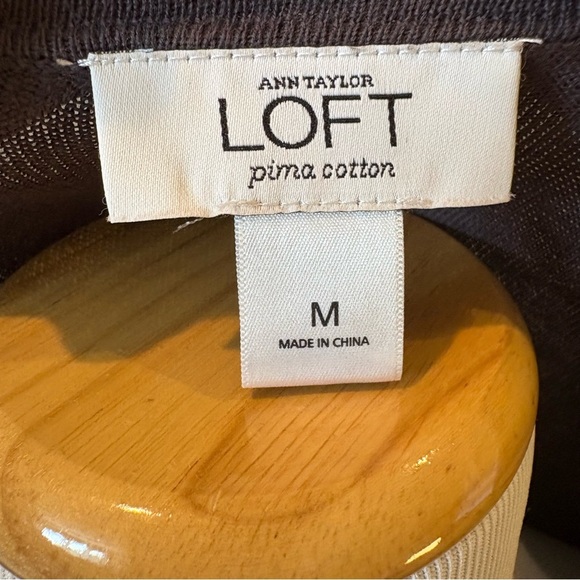 ANN TAYLOR
LOFT
pima cotton
M
MADE IN CHINA